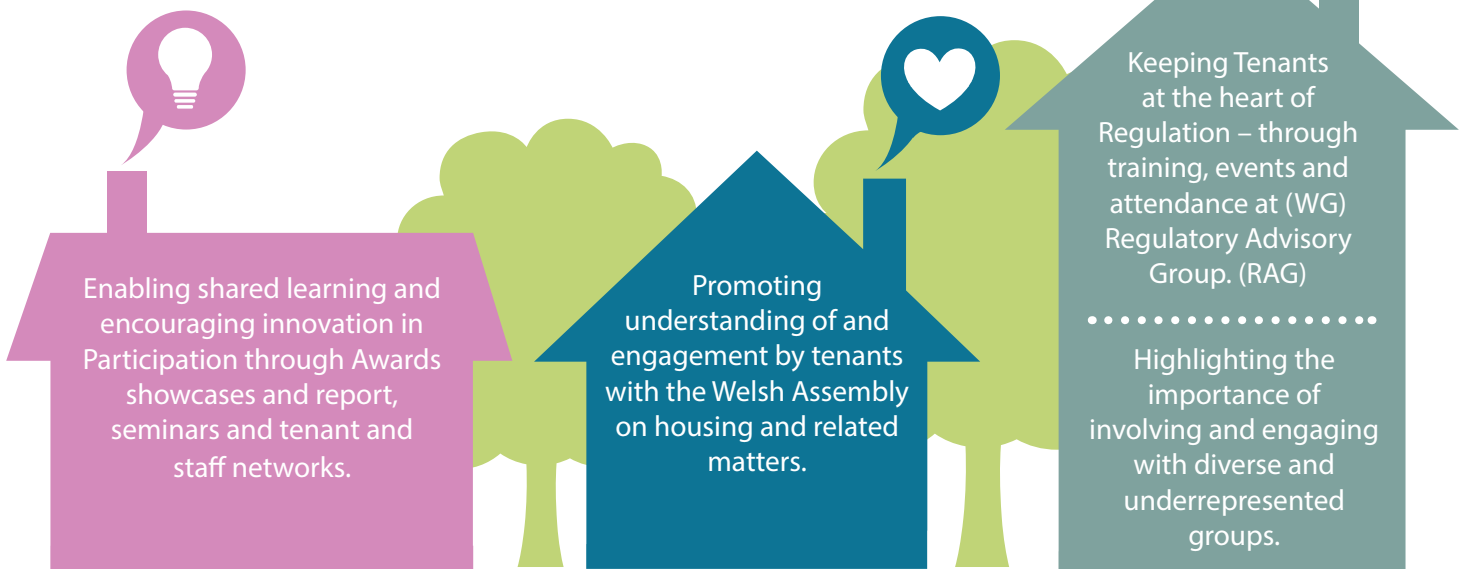 Enabling shared learning and
encouraging innovation in
Participation through Awards
showcases and report,
seminars and tenant and
staff networks.
Promoting
understanding of and
engagement by tenants
with the Welsh Assembly
on housing and related
matters.
Keeping Tenants
at the heart of
Regulation – through
training, events and
attendance at (WG)
Regulatory Advisory
Group. (RAG)
Highlighting the
importance of
involving and engaging
with diverse and
underrepresented
groups.